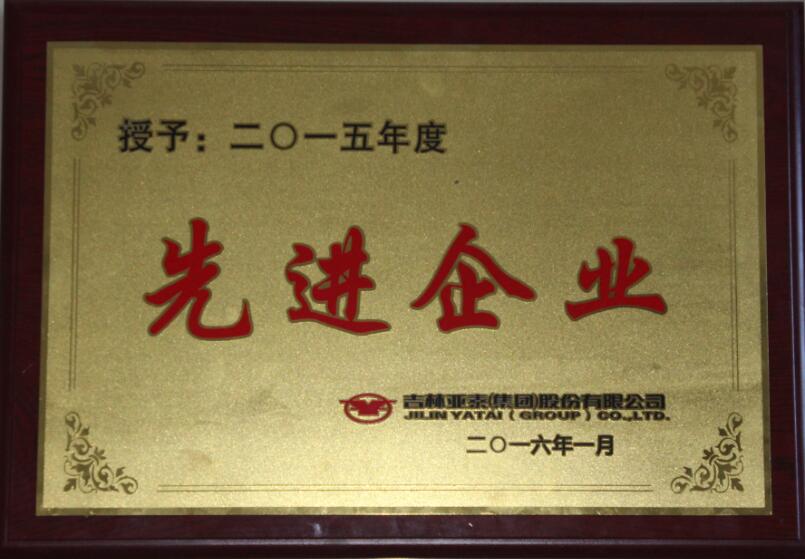 授予：二〇一五年度
先进企业
吉林亚泰(集团)股份有限公司
JILIN YATAI ( GROUP ) CO.,LTD.
二〇一六年一月